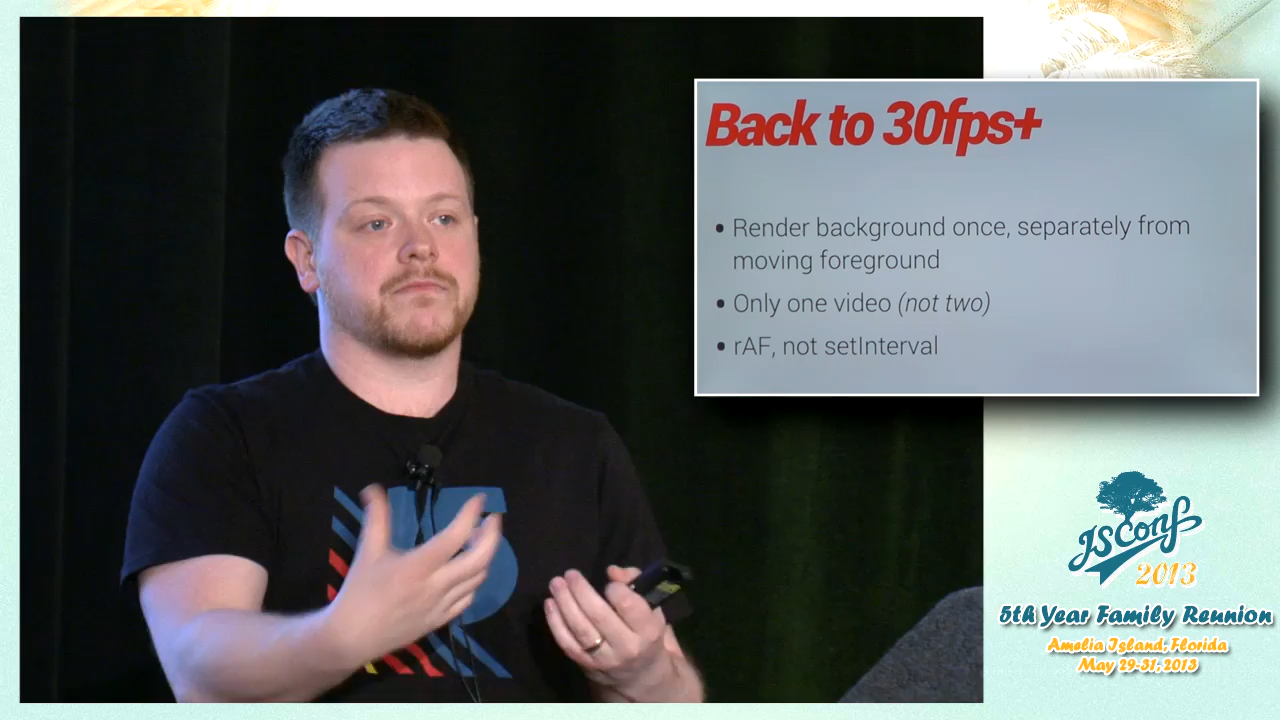 Back to 30fps+
• Render background once, separately from
moving foreground
• Only one video (not two)
• rAF, not setInterval
JSConf
2013
5th Year Family Reunion
Amelia Island, Florida
May 29-31, 2013